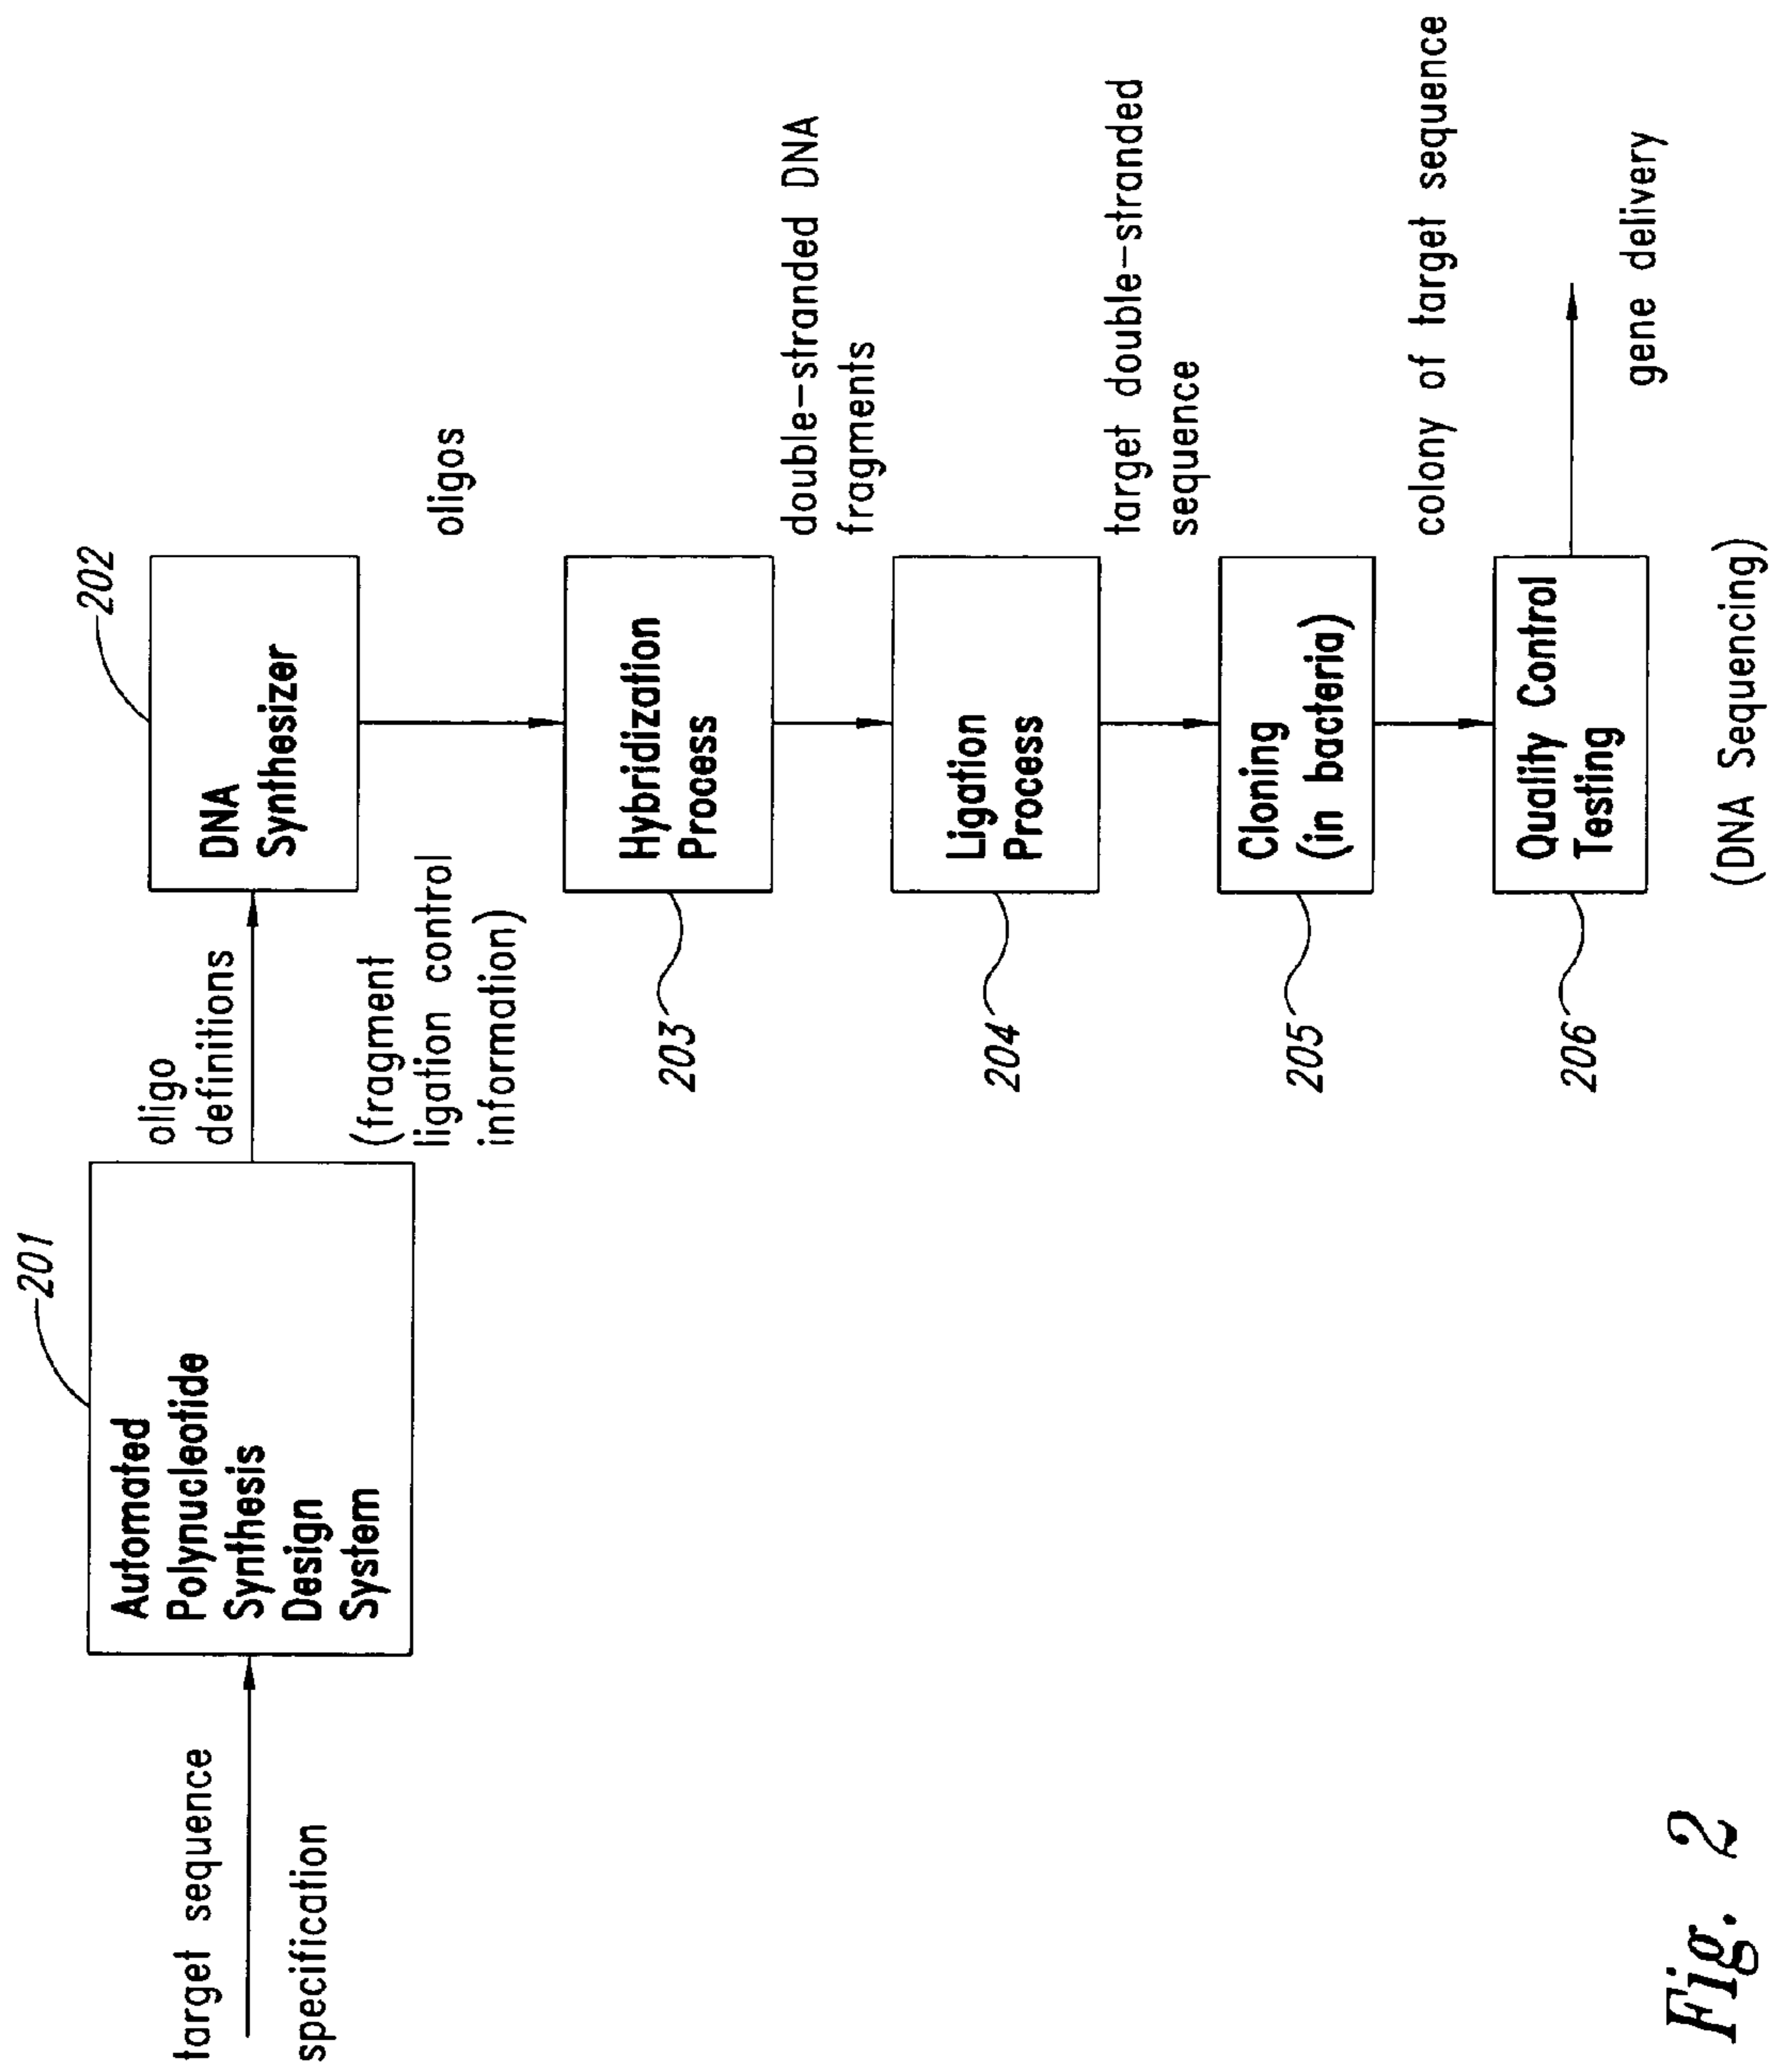 target sequence
specification
201
Automated
Polynucleotide
Synthesis
Design
System
oligo
definitions
(fragment
ligation control
information)
202
DNA
Synthesizer
oligos
203
Hybridization
Process
double-stranded DNA
fragments
204
Ligation
Process
target double-stranded
sequence
205
Cloning
(in bacteria)
colony of target sequence
206
Quality Control
Testing
gene delivery
(DNA Sequencing)
Fig. 2